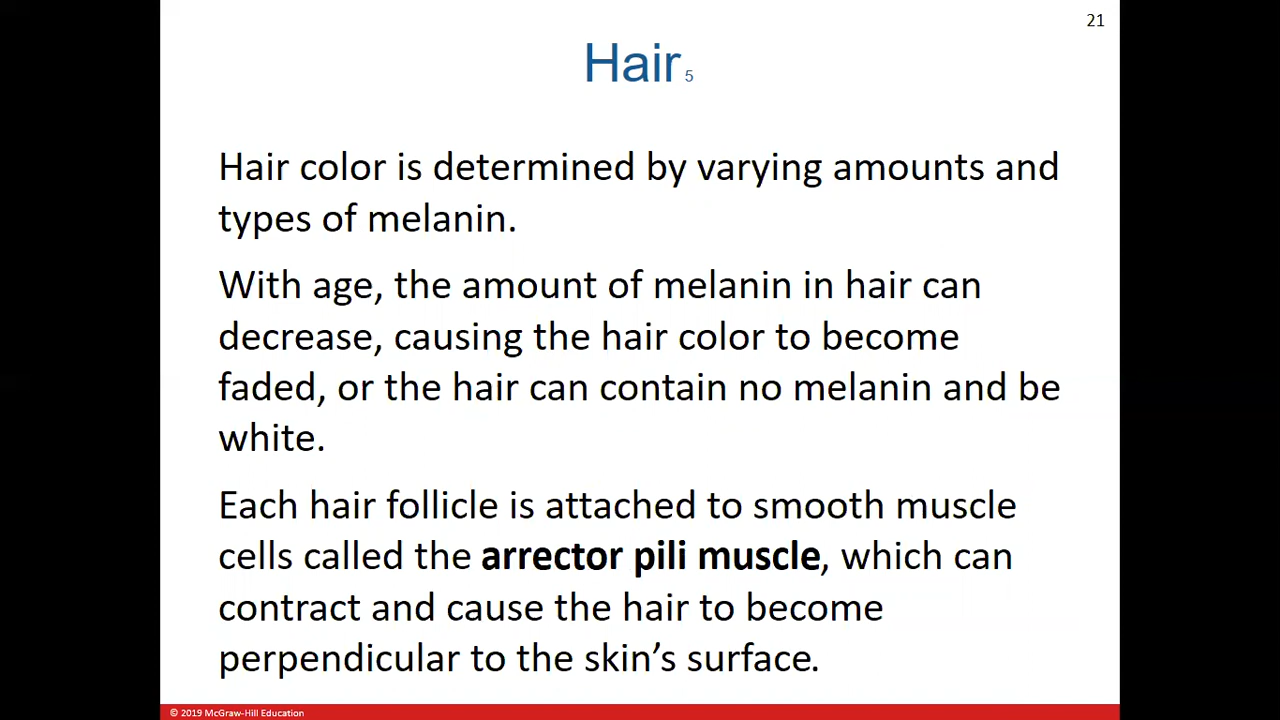 21
Hair 5
Hair color is determined by varying amounts and
types of melanin.
With age, the amount of melanin in hair can
decrease, causing the hair color to become
faded, or the hair can contain no melanin and be
white.
Each hair follicle is attached to smooth muscle
cells called the arrector pili muscle, which can
contract and cause the hair to become
perpendicular to the skin’s surface.
© 2019 McGraw-Hill Education